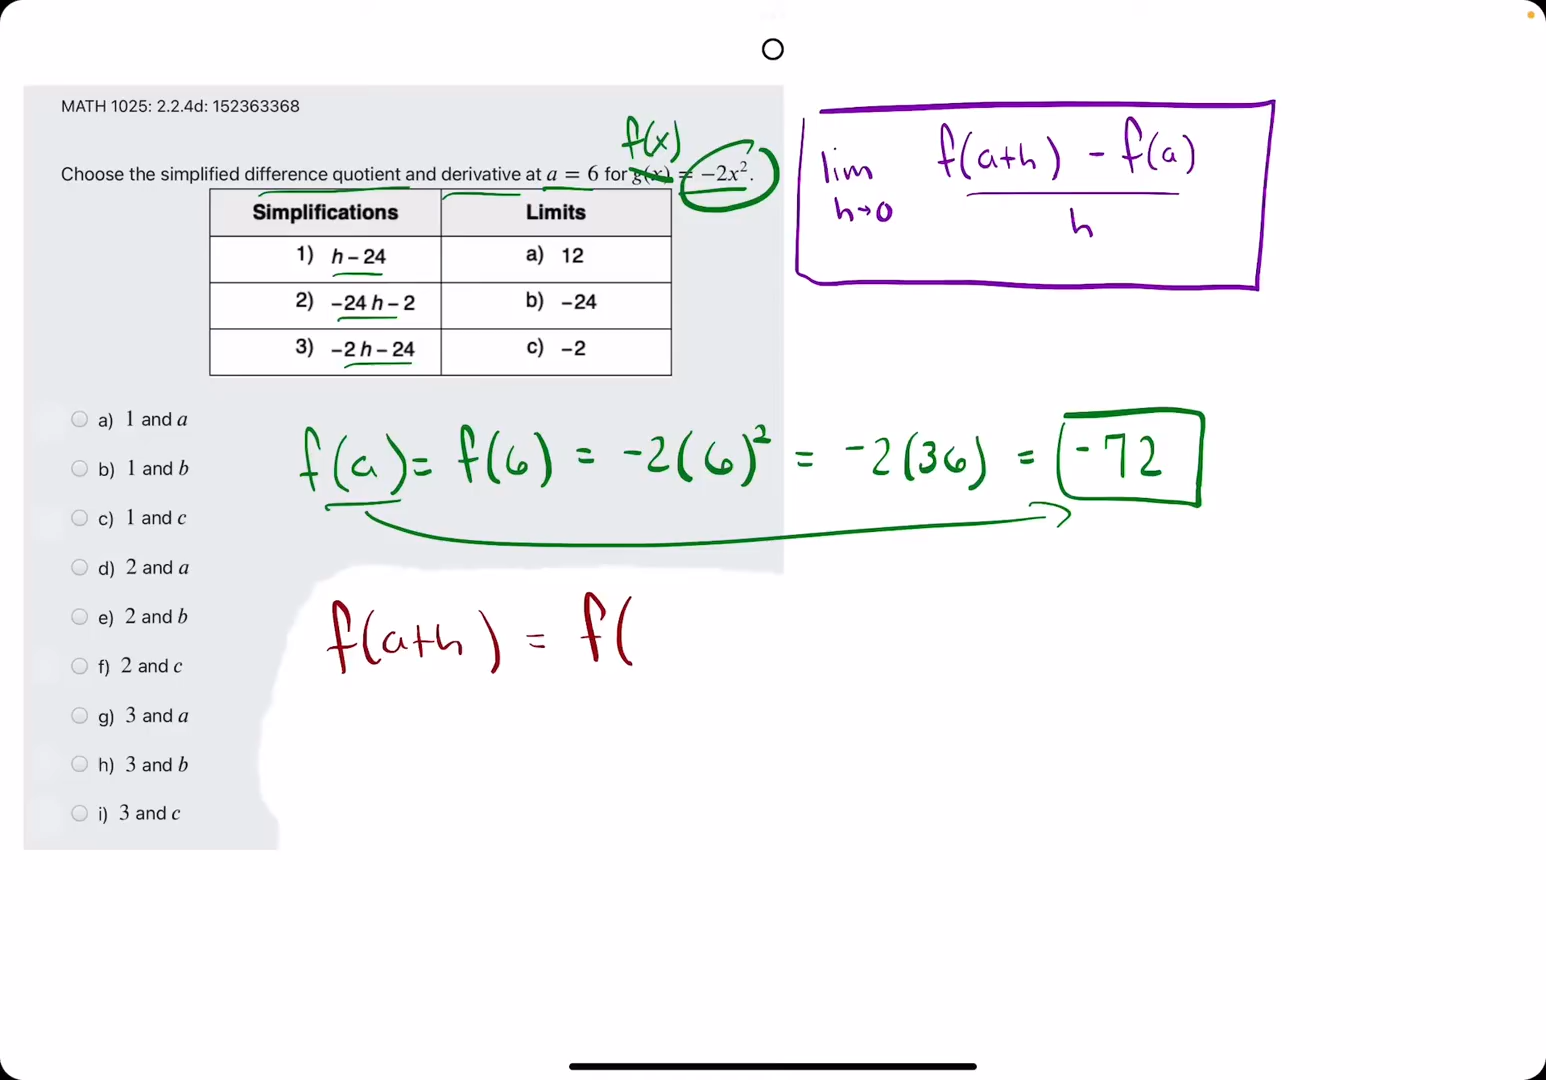 MATH 1025: 2.2.4d: 152363368
f(x)
Choose the simplified difference quotient and derivative at a = 6 for g(x) = −2x².
Simplifications Limits
1) h − 24 a) 12
2) −24 h − 2 b) −24
3) −2 h − 24 c) −2
lim h→0 f(a+h) - f(a)
h
a) 1 and a
b) 1 and b
c) 1 and c
d) 2 and a
e) 2 and b
f) 2 and c
g) 3 and a
h) 3 and b
i) 3 and c
f(a) = f(6) = -2(6)² = -2(36) = -72
f(a+h) = f(